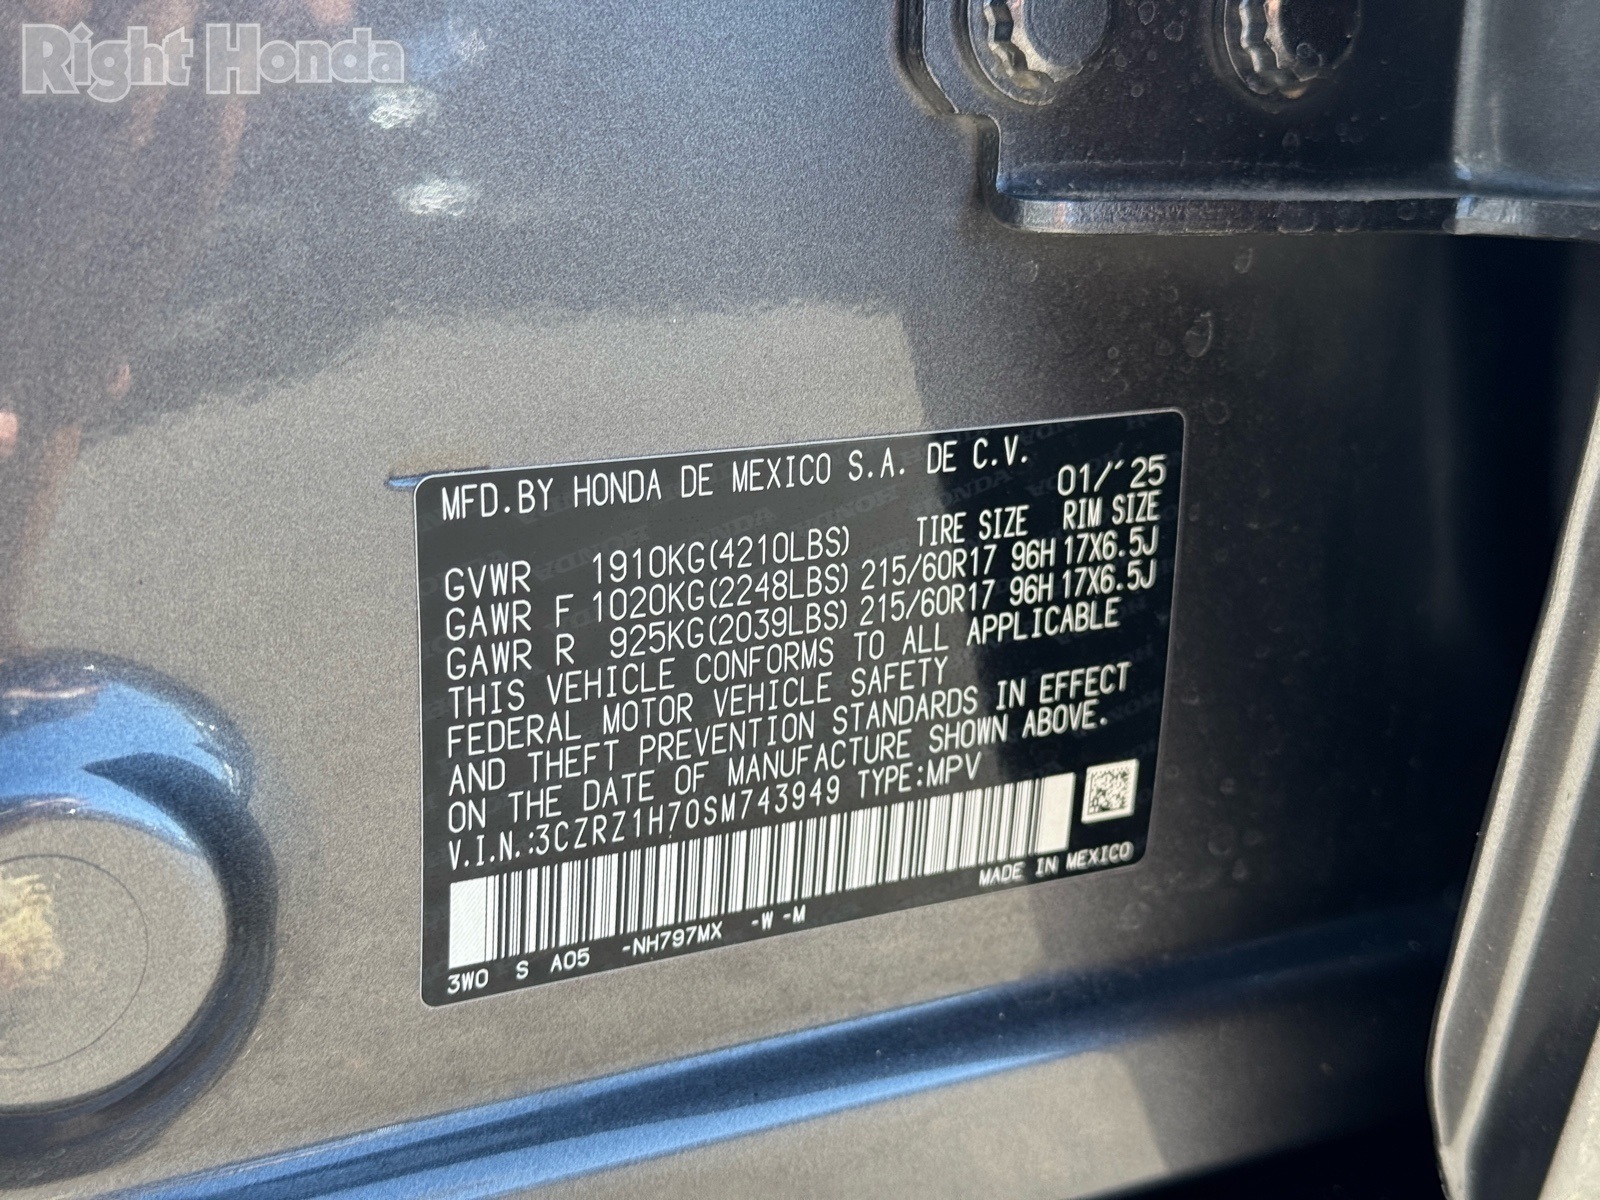 Right Honda
MFD.BY HONDA DE MEXICO S.A. DE C.V.
01/'25
TIRE SIZE RIM SIZE
GVWR 1910KG(4210LBS)
GAWR F 1020KG(2248LBS) 215/60R17 96H 17X6.5J
GAWR R 925KG(2039LBS) 215/60R17 96H 17X6.5J
THIS VEHICLE CONFORMS TO ALL APPLICABLE
FEDERAL MOTOR VEHICLE SAFETY
AND THEFT PREVENTION STANDARDS IN EFFECT
ON THE DATE OF MANUFACTURE SHOWN ABOVE.
V.I.N.:3CZRZ1H70SM743949 TYPE:MPV
MADE IN MEXICO
3W0 S A05 -NH797MX -W -M